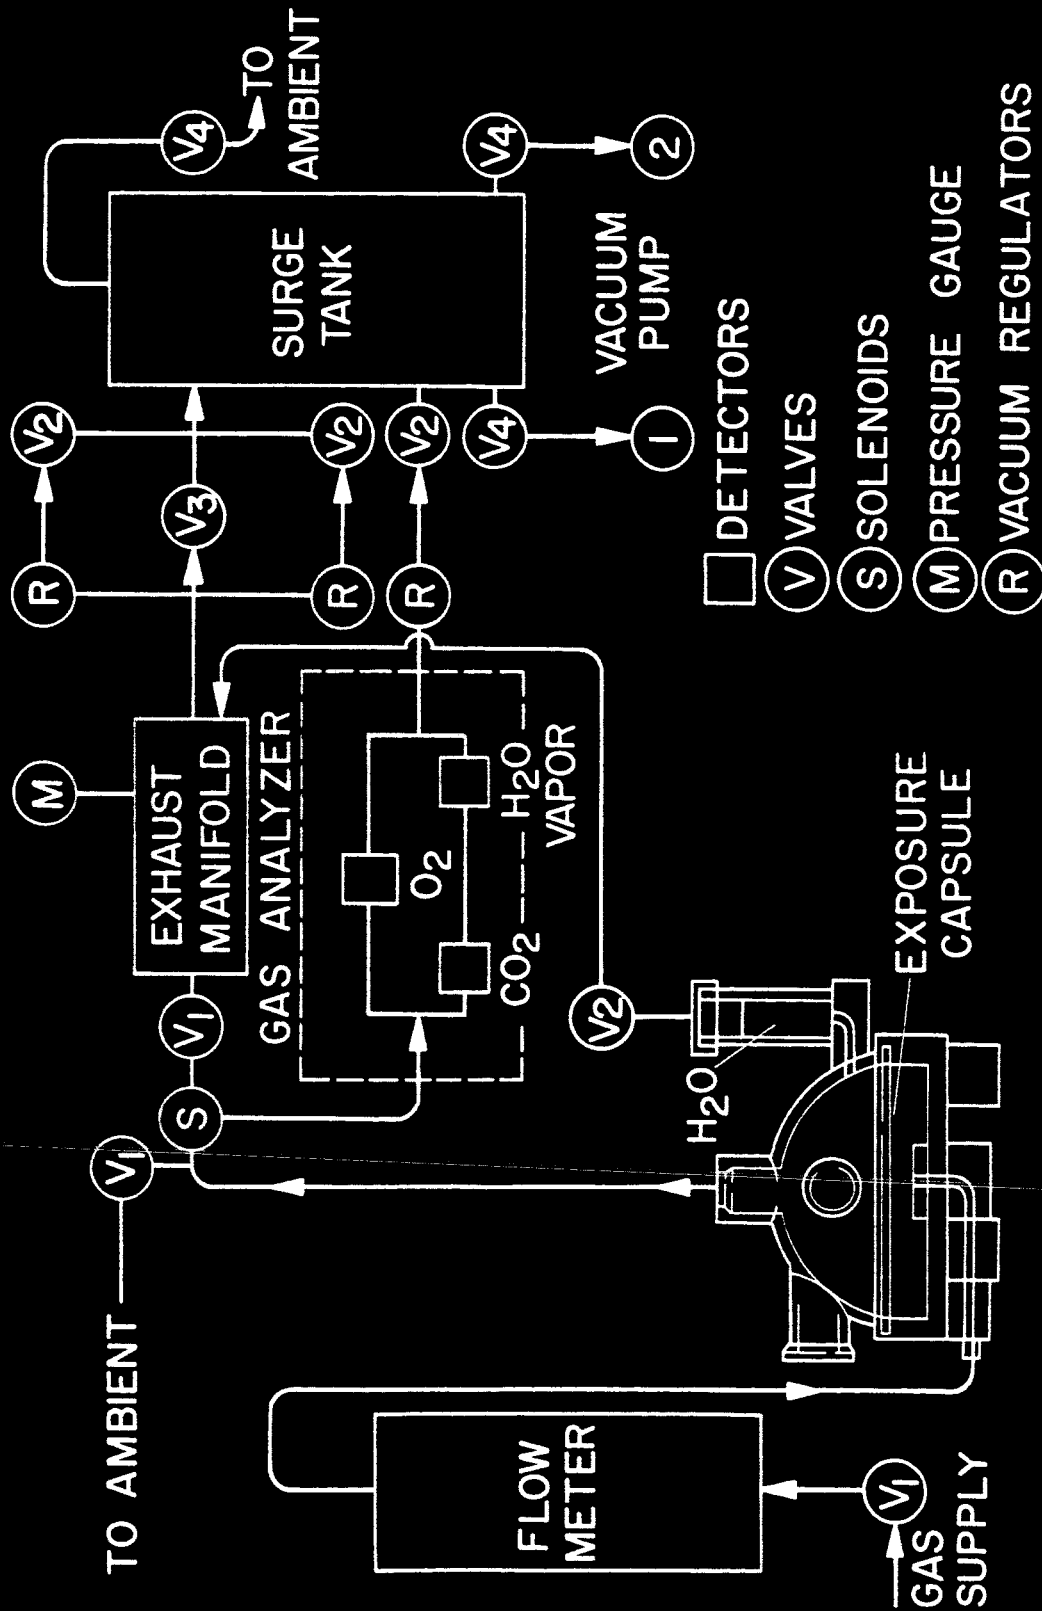 TO AMBIENT
V1
S
V1
EXHAUST
MANIFOLD
M
R
V2
V3
V4
TO
AMBIENT
SURGE
TANK
GAS ANALYZER
O2
CO2
H2O
VAPOR
R
V2
R
V2
V4
V4
VACUUM
PUMP
1
2
FLOW
METER
V1
GAS
SUPPLY
V2
H2O
EXPOSURE
CAPSULE
DETECTORS
V VALVES
S SOLENOIDS
M PRESSURE GAUGE
R VACUUM REGULATORS